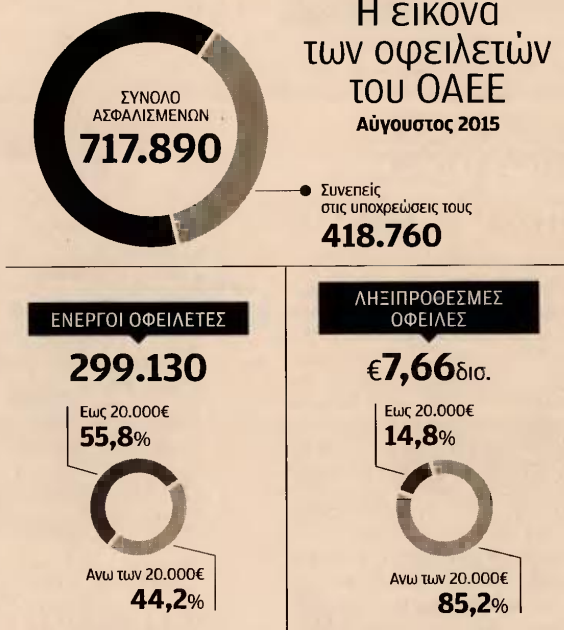 Η εικόνα
των οφειλετών
του ΟΑΕΕ
Αύγουστος 2015
ΣΥΝΟΛΟ
ΑΣΦΑΛΙΣΜΕΝΩΝ
717.890
Συνεπείς
στις υποχρεώσεις τους
418.760
ΕΝΕΡΓΟΙ ΟΦΕΙΛΕΤΕΣ
299.130
Εως 20.000€
55,8%
Ανω των 20.000€
44,2%
ΛΗΞΙΠΡΟΘΕΣΜΕΣ
ΟΦΕΙΛΕΣ
€7,66δισ.
Εως 20.000€
14,8%
Ανω των 20.000€
85,2%